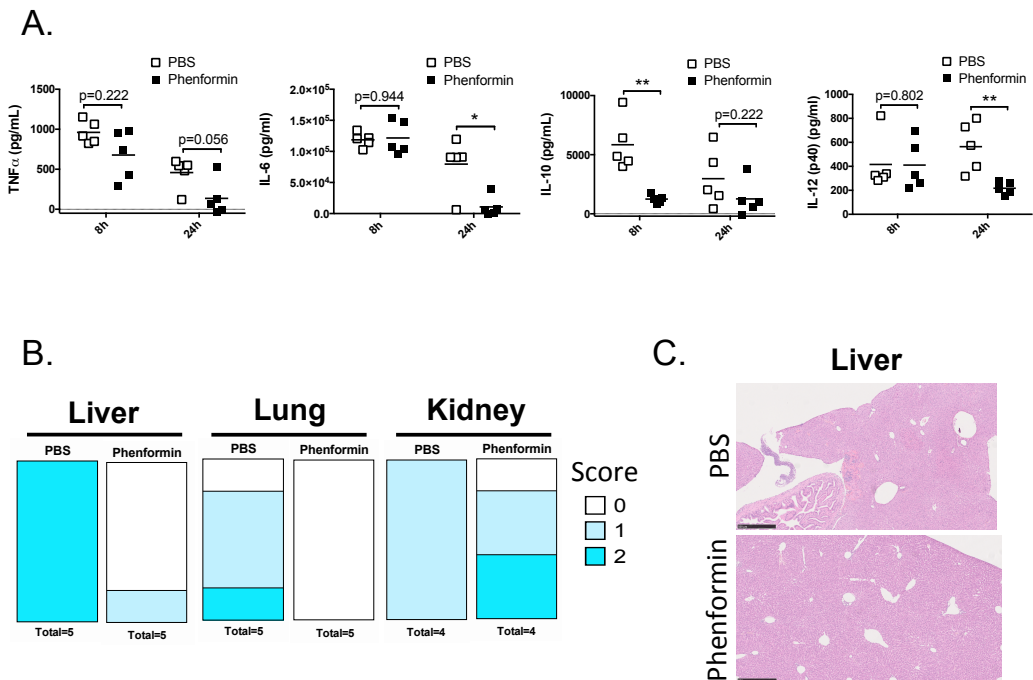 A.
PBS
Phenformin
p=0.222
p=0.056
1500
1000
500
0
TNFα (pg/mL)
8h
24h
PBS
Phenformin
p=0.944
*
2.0×10⁵
1.5×10⁵
1.0×10⁵
5.0×10⁴
0.0
IL-6 (pg/ml)
8h
24h
PBS
Phenformin
**
p=0.222
10000
5000
0
IL-10 (pg/mL)
8h
24h
PBS
Phenformin
p=0.802
**
1000
800
600
400
200
0
IL-12 (p40) (pg/ml)
8h
24h
B.
Liver
Lung
Kidney
PBS
Phenformin
PBS
Phenformin
PBS
Phenformin
Total=5
Total=5
Total=5
Total=5
Total=4
Total=4
Score
0
1
2
C.
Liver
PBS
Phenformin